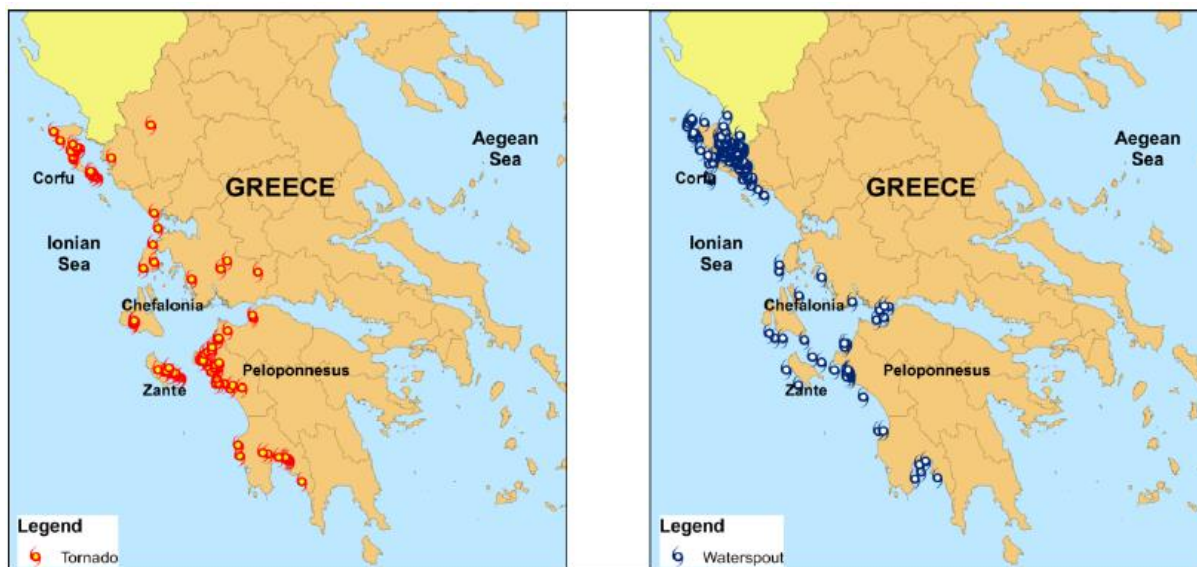 Aegean
Sea
Corfu
GREECE
Ionian
Sea
Chefalonia
Zante
Peloponnesus
Legend
Tornado
Aegean
Sea
Corfu
GREECE
Ionian
Sea
Chefalonia
Zante
Peloponnesus
Legend
Waterspout